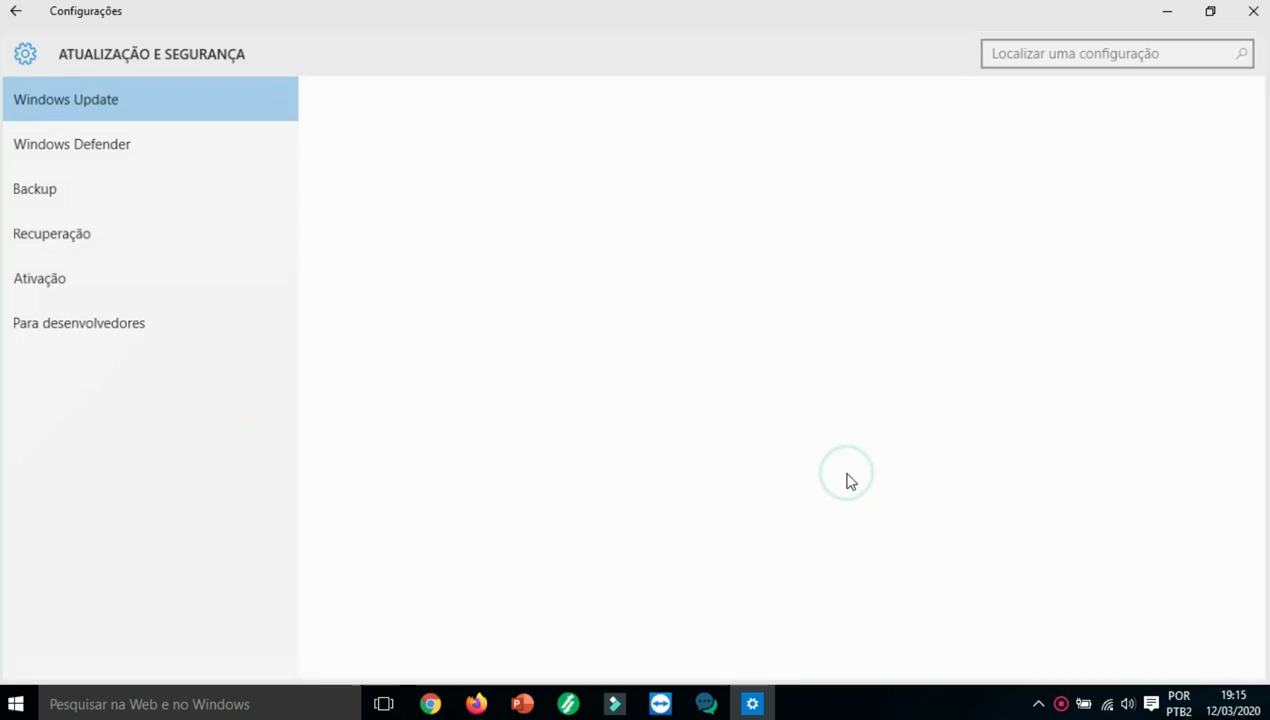 Configurações
ATUALIZAÇÃO E SEGURANÇA
Localizar uma configuração
Windows Update
Windows Defender
Backup
Recuperação
Ativação
Para desenvolvedores
Pesquisar na Web e no Windows
POR
PTB2
19:15
12/03/2020